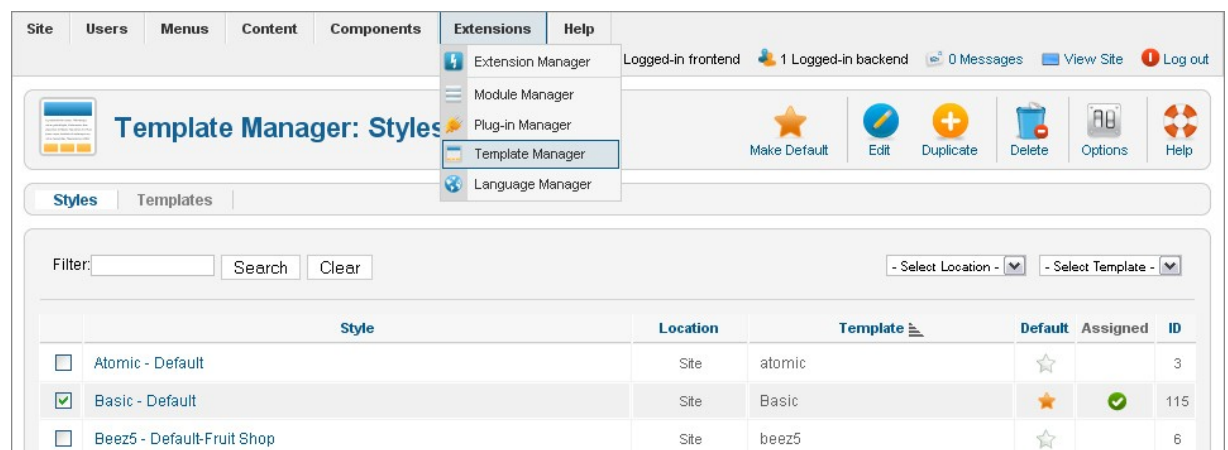 Site Users Menus Content Components Extensions Help
Extension Manager Logged-in frontend 1 Logged-in backend 0 Messages View Site Log out
Module Manager
Template Manager: Styles Plug-in Manager
Template Manager Make Default Edit Duplicate Delete Options Help
Language Manager
Styles Templates
Filter: Search Clear - Select Location - - Select Template -
Style Location Template Default Assigned ID
Atomic - Default Site atomic 3
Basic - Default Site Basic 115
Beez5 - Default-Fruit Shop Site beez5 6